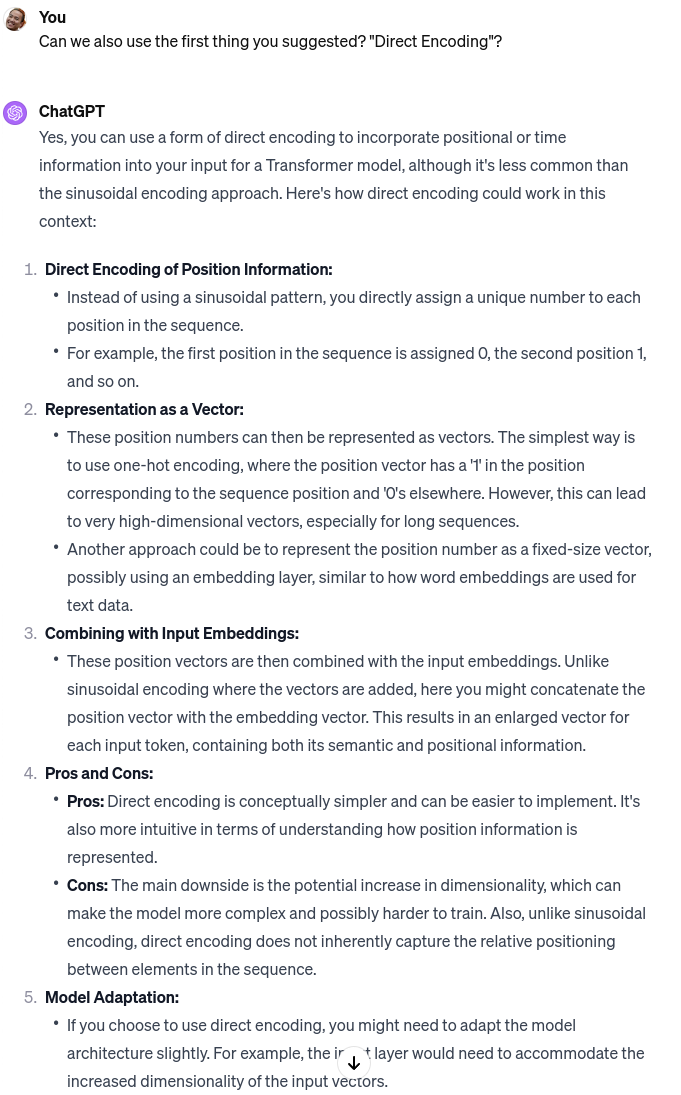 You
Can we also use the first thing you suggested? "Direct Encoding"?
ChatGPT
Yes, you can use a form of direct encoding to incorporate positional or time
information into your input for a Transformer model, although it's less common than
the sinusoidal encoding approach. Here's how direct encoding could work in this
context:
1. Direct Encoding of Position Information:
• Instead of using a sinusoidal pattern, you directly assign a unique number to each
position in the sequence.
• For example, the first position in the sequence is assigned 0, the second position 1,
and so on.
2. Representation as a Vector:
• These position numbers can then be represented as vectors. The simplest way is
to use one-hot encoding, where the position vector has a '1' in the position
corresponding to the sequence position and '0's elsewhere. However, this can lead
to very high-dimensional vectors, especially for long sequences.
• Another approach could be to represent the position number as a fixed-size vector,
possibly using an embedding layer, similar to how word embeddings are used for
text data.
3. Combining with Input Embeddings:
• These position vectors are then combined with the input embeddings. Unlike
sinusoidal encoding where the vectors are added, here you might concatenate the
position vector with the embedding vector. This results in an enlarged vector for
each input token, containing both its semantic and positional information.
4. Pros and Cons:
• Pros: Direct encoding is conceptually simpler and can be easier to implement. It's
also more intuitive in terms of understanding how position information is
represented.
• Cons: The main downside is the potential increase in dimensionality, which can
make the model more complex and possibly harder to train. Also, unlike sinusoidal
encoding, direct encoding does not inherently capture the relative positioning
between elements in the sequence.
5. Model Adaptation:
• If you choose to use direct encoding, you might need to adapt the model
architecture slightly. For example, the input layer would need to accommodate the
increased dimensionality of the input vectors.